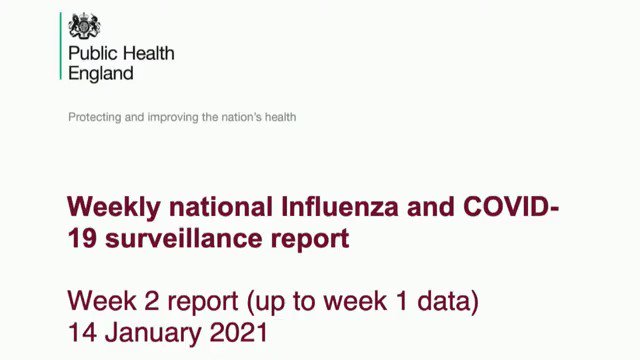 Public Health
England
Protecting and improving the nation's health
Weekly national Influenza and COVID-
19 surveillance report
Week 2 report (up to week 1 data)
14 January 2021